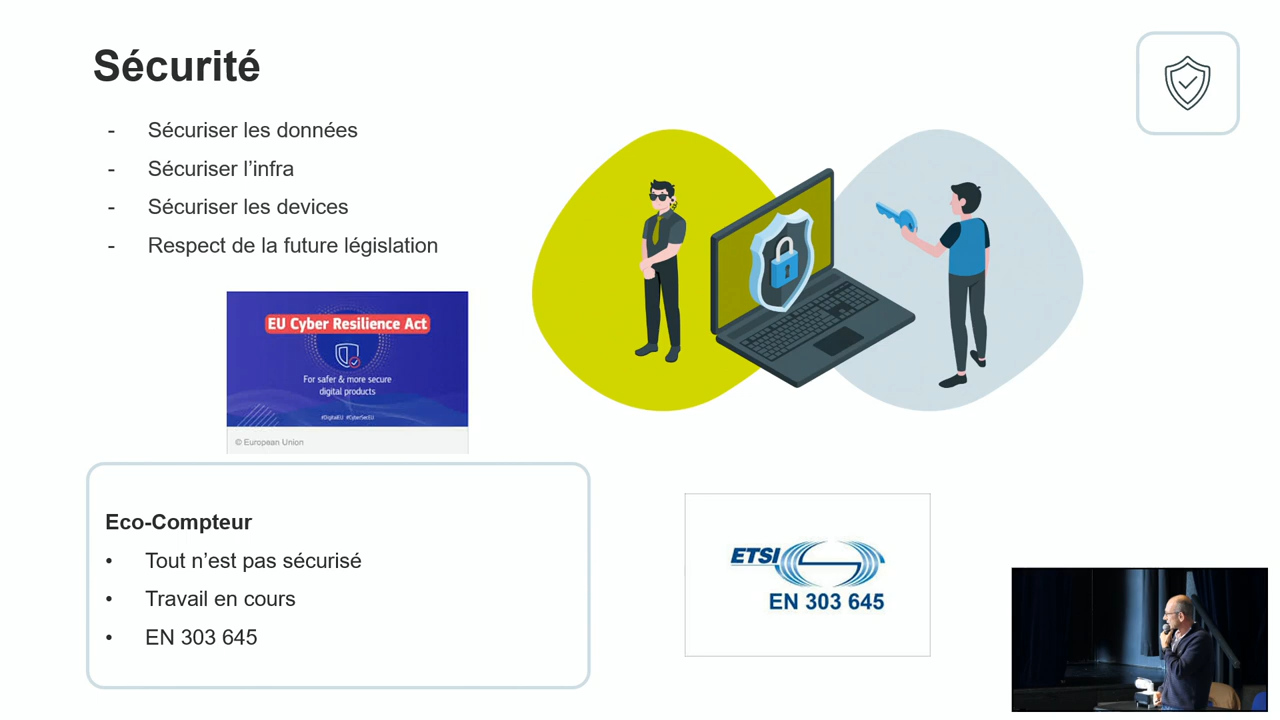 Sécurité
- Sécuriser les données
- Sécuriser l’infra
- Sécuriser les devices
- Respect de la future législation
EU Cyber Resilience Act
For safer & more secure
digital products
#DigitalEU #CyberSecEU
© European Union
Eco-Compteur
• Tout n’est pas sécurisé
• Travail en cours
• EN 303 645
ETSI
EN 303 645